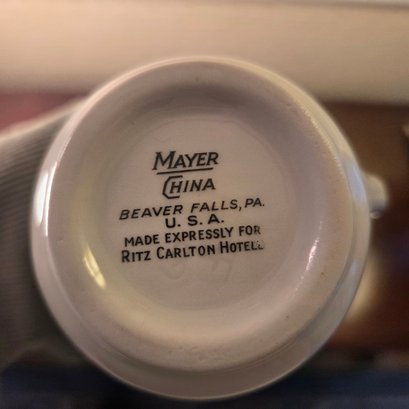 MAYER
CHINA
BEAVER FALLS, PA.
U. S. A.
MADE EXPRESSLY FOR
RITZ CARLTON HOTEL